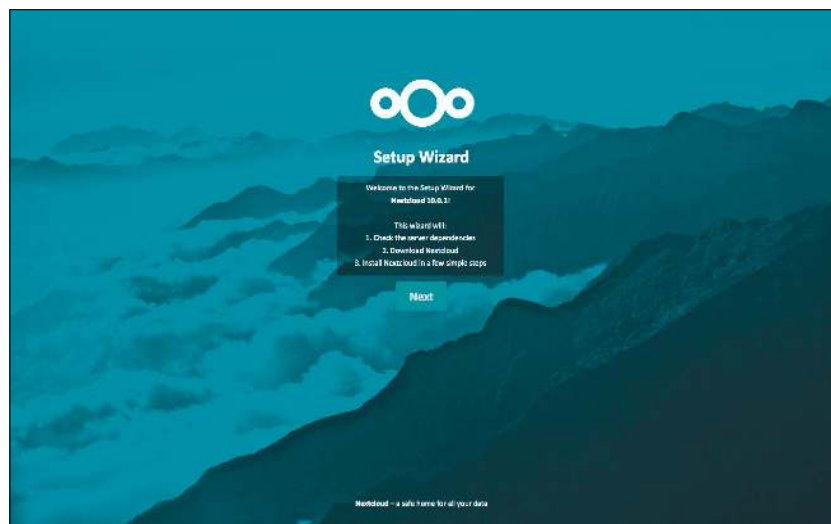 Setup Wizard
Welcome to the Setup Wizard for
Nextcloud 10.0.1!
This wizard will:
1. Check the server dependencies
2. Download Nextcloud
3. Install Nextcloud in a few simple steps
Next
Nextcloud – a safe home for all your data